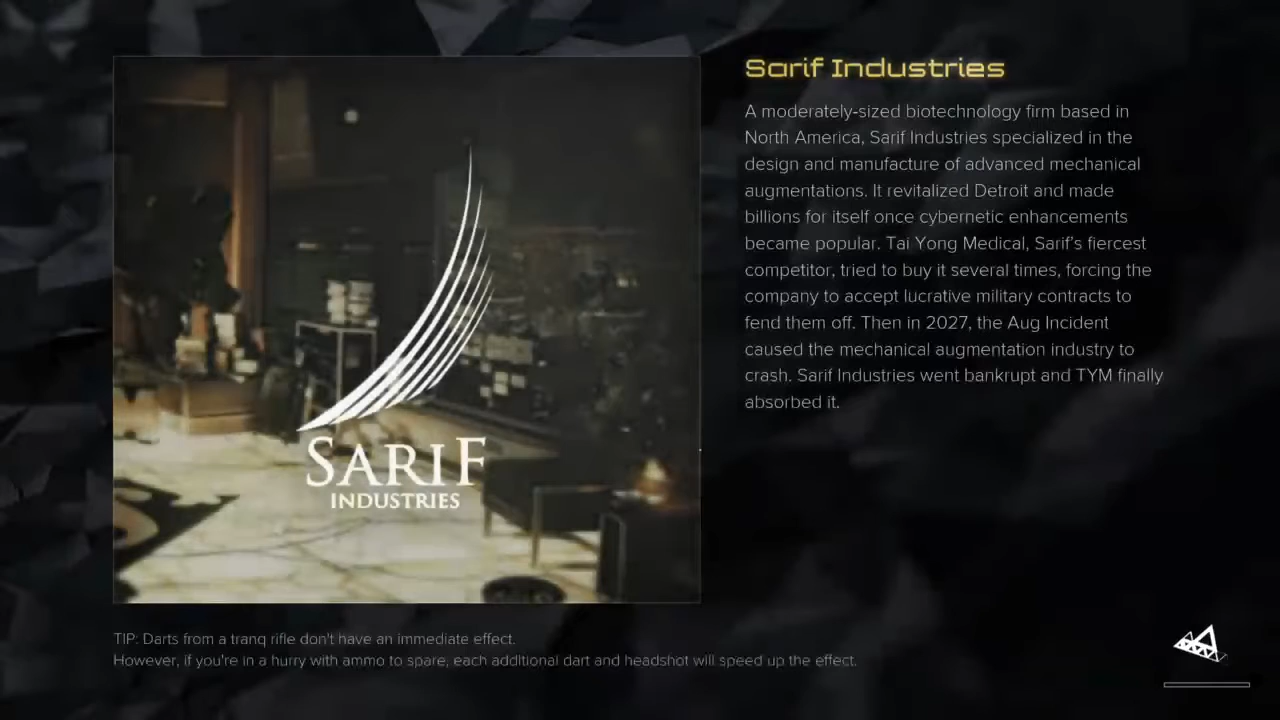 Sarif Industries
A moderately-sized biotechnology firm based in
North America, Sarif Industries specialized in the
design and manufacture of advanced mechanical
augmentations. It revitalized Detroit and made
billions for itself once cybernetic enhancements
became popular. Tai Yong Medical, Sarif's fiercest
competitor, tried to buy it several times, forcing the
company to accept lucrative military contracts to
fend them off. Then in 2027, the Aug Incident
caused the mechanical augmentation industry to
crash. Sarif Industries went bankrupt and TYM finally
absorbed it.
SARIF
INDUSTRIES
TIP: Darts from a tranq rifle don't have an immediate effect.
However, if you're in a hurry with ammo to spare, each additional dart and headshot will speed up the effect.